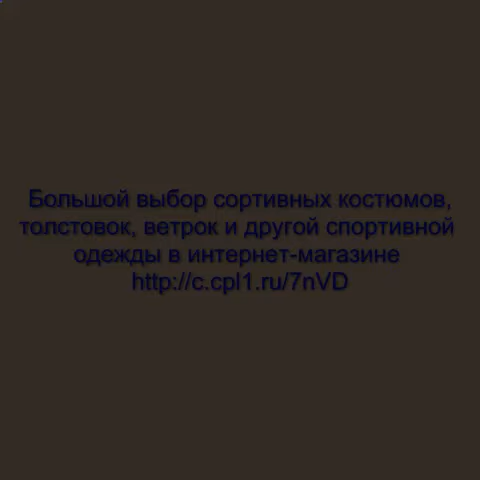 Большой выбор сортивных костюмов,
толстовок, ветрок и другой спортивной
одежды в интернет-магазине
http://c.cpl1.ru/7nVD